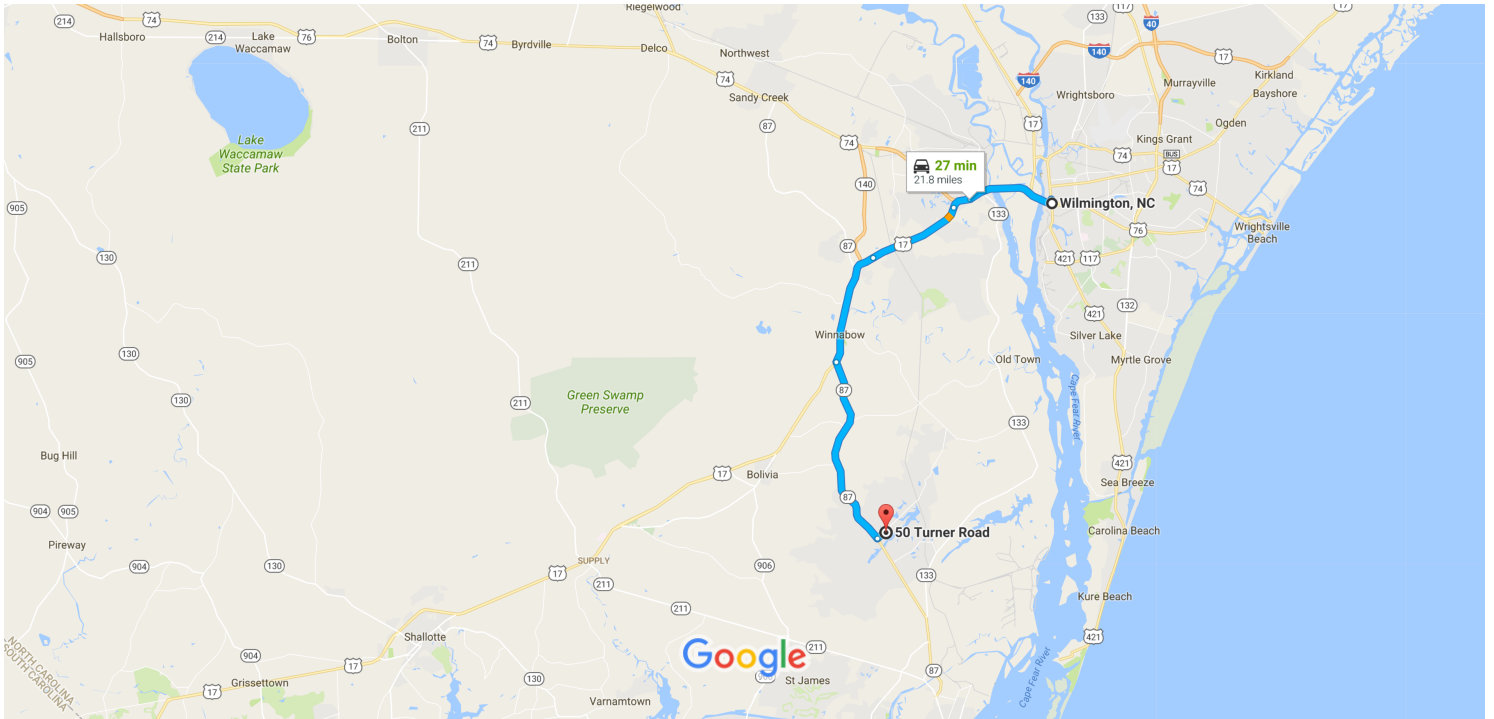 Riegelwood
117
214
74
133
40
17
Hallsboro
214
Lake
Waccamaw
76
Bolton
74
Byrdville
Delco
Northwest
140
17
140
Murrayville
Kirkland
74
Wrightsboro
Bayshore
Sandy Creek
211
87
17
Ogden
Lake
Waccamaw
State Park
74
Kings Grant
74
BUS
17
27 min
21.8 miles
140
74
905
Wilmington, NC
133
Wrightsville
Beach
76
87
17
130
211
421
117
132
421
Winnabow
Silver Lake
130
905
Old Town
Myrtle Grove
87
Green Swamp
Preserve
130
211
Cape Fear
River
133
Bug Hill
421
17
Bolivia
Sea Breeze
87
904
905
50 Turner Road
Carolina Beach
Pireway
SUPPLY
904
130
17
906
133
211
Kure Beach
211
421
Shallotte
NORTH CAROLINA
SOUTH CAROLINA
904
17
Google
211
87
Grissettown
17
130
St James
Varnamtown
Cape Fear River